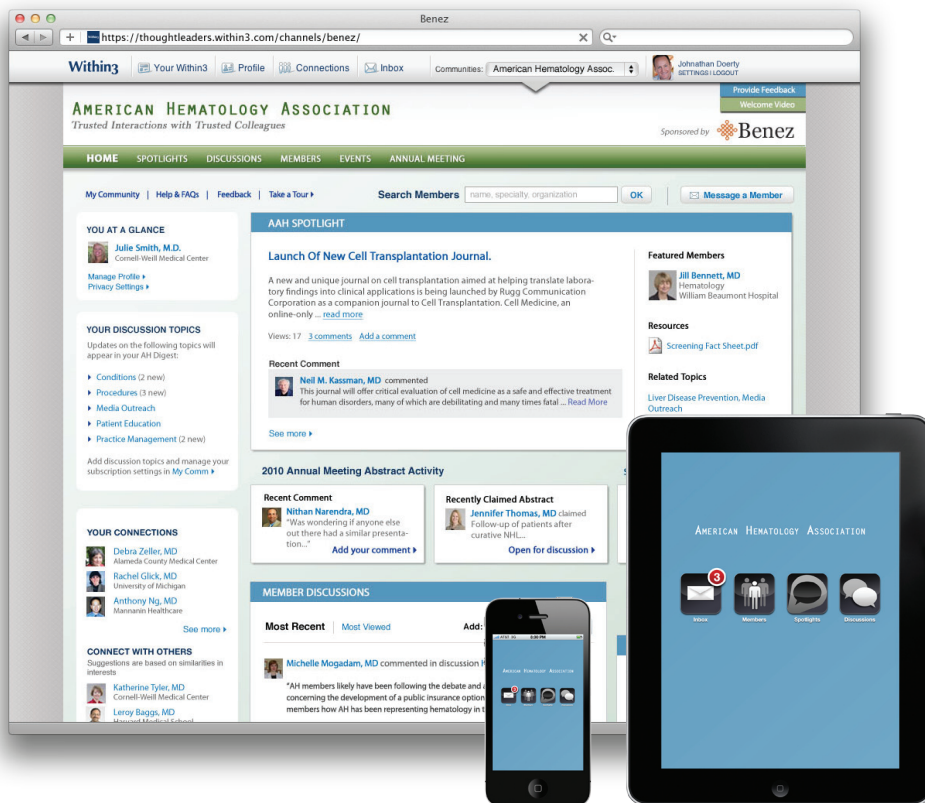 Benez
https://thoughtleaders.within3.com/channels/benez/
Within3 Your Within3 Profile Connections Inbox Communities: American Hematology Assoc. Johnathan Doerty
SETTINGS | LOGOUT
Provide Feedback
Welcome Video
AMERICAN HEMATOLOGY ASSOCIATION
Trusted Interactions with Trusted Colleagues
Sponsored by Benez
HOME SPOTLIGHTS DISCUSSIONS MEMBERS EVENTS ANNUAL MEETING
My Community | Help & FAQs | Feedback | Take a Tour
Search Members name, specialty, organization OK Message a Member
YOU AT A GLANCE
Julie Smith, M.D.
Cornell-Weill Medical Center
Manage Profile
Privacy Settings
YOUR DISCUSSION TOPICS
Updates on the following topics will
appear in your AH Digest:
Conditions (2 new)
Procedures (3 new)
Media Outreach
Patient Education
Practice Management (2 new)
Add discussion topics and manage your
subscription settings in My Comm
YOUR CONNECTIONS
Debra Zeller, MD
Alameda County Medical Center
Rachel Glick, MD
University of Michigan
Anthony Ng, MD
Mannanin Healthcare
See more
CONNECT WITH OTHERS
Suggestions are based on similarities in
interests
Katherine Tyler, MD
Cornell-Weill Medical Center
Leroy Baggs, MD
Harvard Medical School
AAH SPOTLIGHT
Launch Of New Cell Transplantation Journal.
A new and unique journal on cell transplantation aimed at helping translate labora-
tory findings into clinical applications is being launched by Rugg Communication
Corporation as a companion journal to Cell Transplantation. Cell Medicine, an
online-only ... read more
Views: 17 3 comments Add a comment
Recent Comment
Neil M. Kassman, MD commented
This journal will offer critical evaluation of cell medicine as a safe and effective treatment
for human disorders, many of which are debilitating and many times fatal ... Read More
See more
Featured Members
Jill Bennett, MD
Hematology
William Beaumont Hospital
Resources
Screening Fact Sheet.pdf
Related Topics
Liver Disease Prevention, Media
Outreach
2010 Annual Meeting Abstract Activity
Recent Comment
Nithan Narendra, MD
"Was wondering if anyone else
out there had a similar presenta-
tion..."
Add your comment
Recently Claimed Abstract
Jennifer Thomas, MD claimed
Follow-up of patients after
curative NHL...
Open for discussion
MEMBER DISCUSSIONS
Most Recent | Most Viewed Add:
Michelle Mogadam, MD commented in discussion
"AH members likely have been following the debate and
concerning the development of a public insurance option
members how AH has been representing hematology in
AT&T 3G 8:30 PM
AMERICAN HEMATOLOGY ASSOCIATION
3
AMERICAN HEMATOLOGY ASSOCIATION
3
Inbox Members Spotlights Discussions